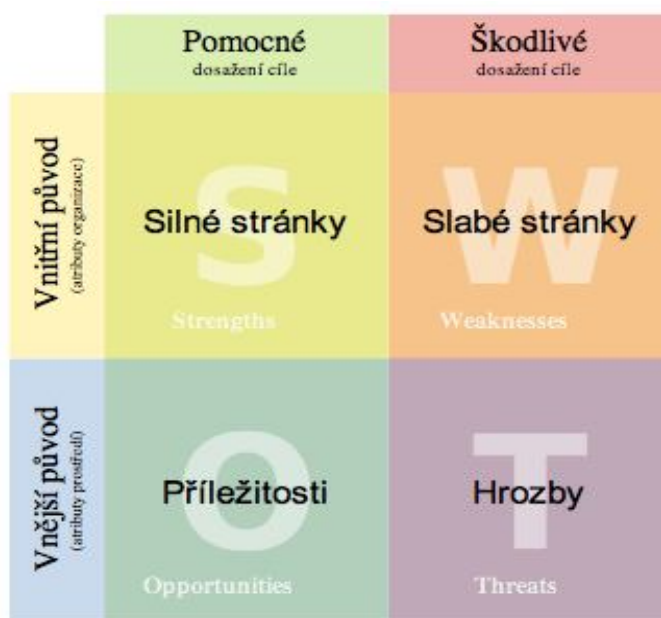 Pomocné
dosažení cíle
Škodlivé
dosažení cíle
Vnitřní původ
(atributy organizace)
S
Silné stránky
Strengths
W
Slabé stránky
Weaknesses
Vnější původ
(atributy prostředí)
O
Příležitosti
Opportunities
T
Hrozby
Threats